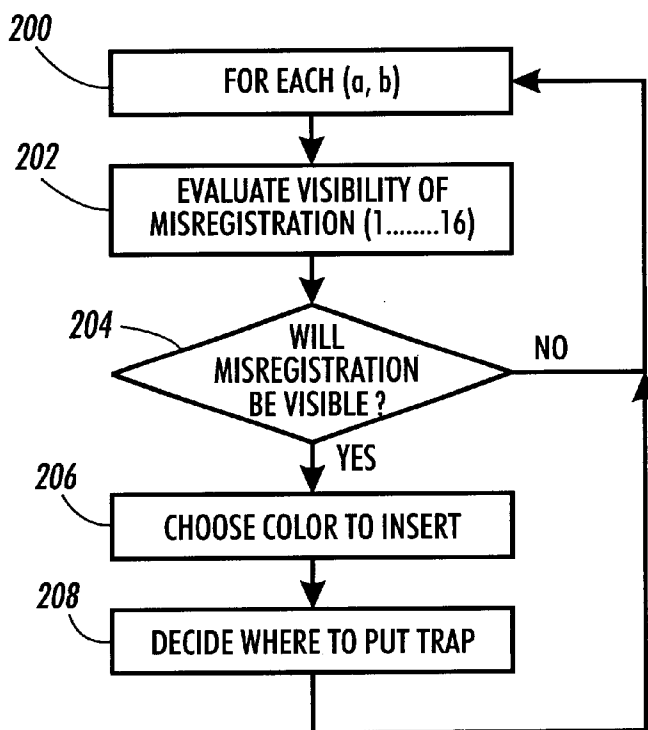 200
FOR EACH (a, b)
202
EVALUATE VISIBILITY OF
MISREGISTRATION (1........16)
204
WILL
MISREGISTRATION
BE VISIBLE ?
NO
YES
206
CHOOSE COLOR TO INSERT
208
DECIDE WHERE TO PUT TRAP